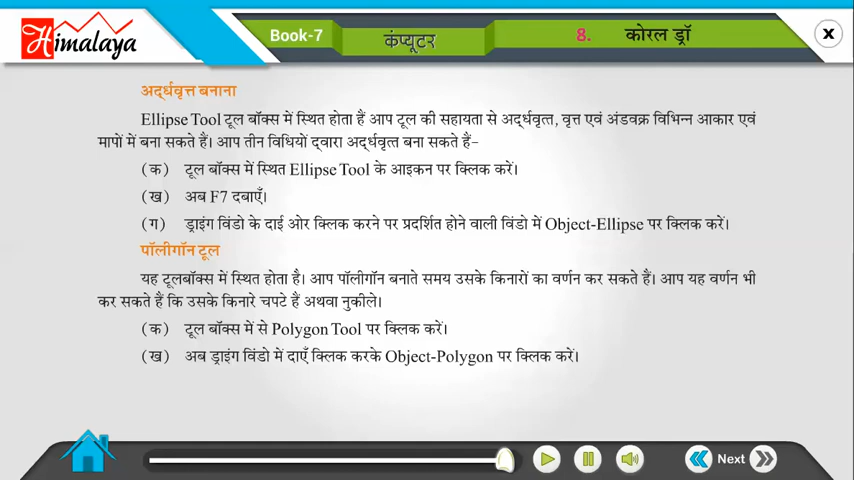 Himalaya
Book-7
कंप्यूटर
8. कोरल ड्रॉ
X
अर्द्धवृत्त बनाना
Ellipse Tool टूल बॉक्स में स्थित होता हैं आप टूल की सहायता से अर्द्धवृत्त, वृत्त एवं अंडवक्र विभिन्न आकार एवं
मापों में बना सकते हैं। आप तीन विधियों द्वारा अर्द्धवृत्त बना सकते हैं-
(क) टूल बॉक्स में स्थित Ellipse Tool के आइकन पर क्लिक करें।
(ख) अब F7 दबाएँ।
(ग) ड्राइंग विंडो के दाई ओर क्लिक करने पर प्रदर्शित होने वाली विंडो में Object-Ellipse पर क्लिक करें।
पॉलीगॉन टूल
यह टूलबॉक्स में स्थित होता है। आप पॉलीगॉन बनाते समय उसके किनारों का वर्णन कर सकते हैं। आप यह वर्णन भी
कर सकते हैं कि उसके किनारे चपटे हैं अथवा नुकीले।
(क) टूल बॉक्स में से Polygon Tool पर क्लिक करें।
(ख) अब ड्राइंग विंडो में दाएँ क्लिक करके Object-Polygon पर क्लिक करें।
Next